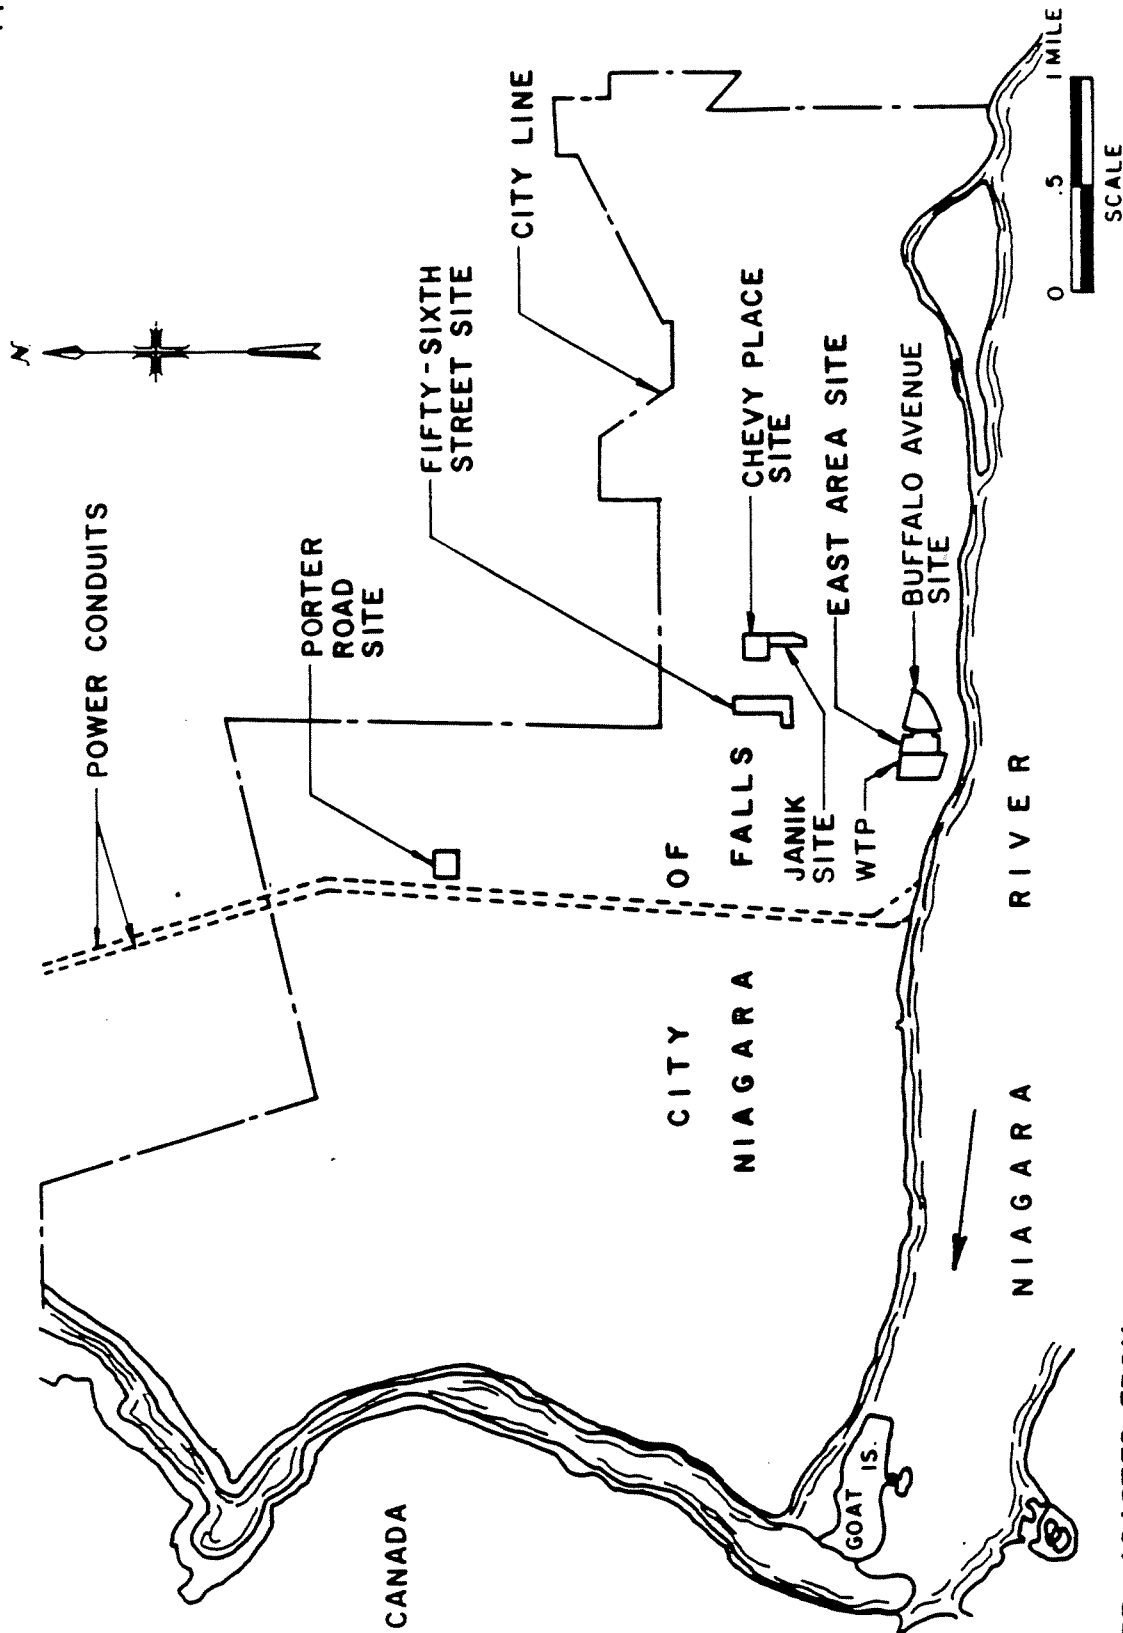 N
POWER CONDUITS
PORTER
ROAD
SITE
FIFTY-SIXTH
STREET SITE
CITY LINE
CHEVY PLACE
SITE
EAST AREA SITE
BUFFALO AVENUE
SITE
JANIK
SITE
WTP
CITY OF
NIAGARA FALLS
NIAGARA RIVER
CANADA
GOAT IS.
0 .5 1 MILE
SCALE